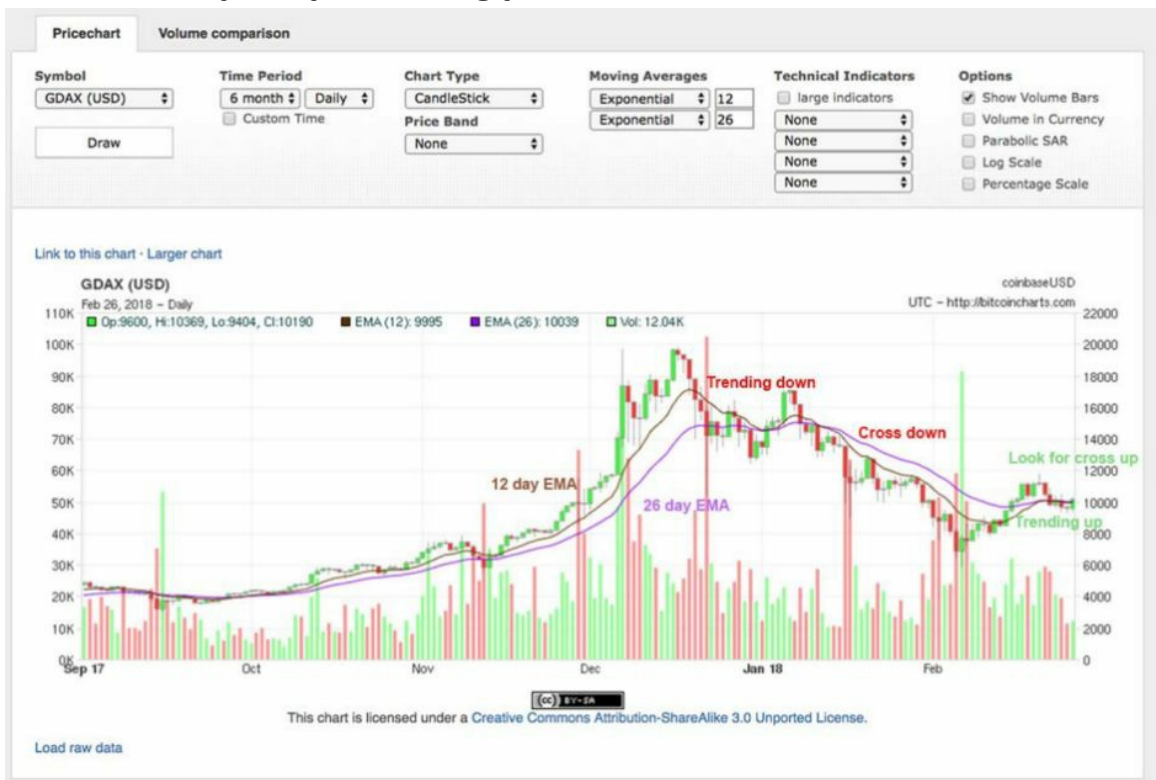 Pricechart Volume comparison
Symbol Time Period Chart Type Moving Averages Technical Indicators Options
GDAX (USD) 6 month Daily CandleStick Exponential 12 large indicators Show Volume Bars
Custom Time Price Band Exponential 26 None Volume in Currency
Draw None None Parabolic SAR
None Log Scale
None Percentage Scale
Link to this chart · Larger chart
GDAX (USD) coinbaseUSD
Feb 26, 2018 - Daily UTC - http://bitcoincharts.com
Op:9600, Hi:10369, Lo:9404, Cl:10190 EMA (12): 9995 EMA (26): 10039 Vol: 12.04K
110K 22000
100K 20000
90K 18000
Trending down
80K 16000
70K 14000
Cross down
60K 12000
Look for cross up
12 day EMA
50K 10000
26 day EMA
Trending up
40K 8000
30K 6000
20K 4000
10K 2000
0K 0
Sep 17 Oct Nov Dec Jan 18 Feb
(cc) BY-SA
This chart is licensed under a Creative Commons Attribution-ShareAlike 3.0 Unported License.
Load raw data